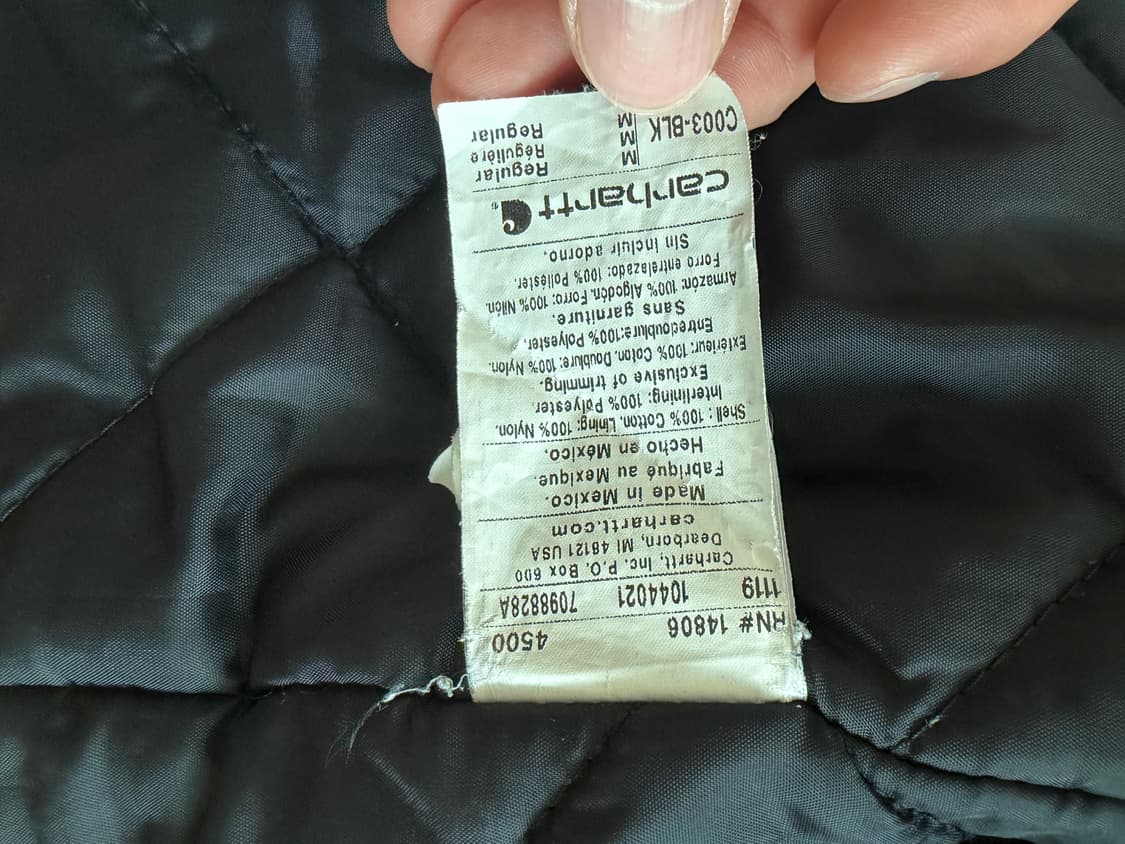 RN# 14806 4500
1119 1044021 7098828A
Carhartt, Inc. P.O. Box 600
Dearborn, MI 48121 USA
carhartt.com
Made in Mexico.
Fabriqué au Mexique.
Hecho en México.
Shell : 100% Cotton. Lining: 100% Nylon.
Interlining: 100% Polyester
Exclusive of trimming.
Extérieur: 100% Coton. Doublure: 100% Nylon.
Entredoublure:100% Polyester.
Sans garniture.
Armazón: 100% Algodón. Forro: 100% Nilón.
Forro entrelazado: 100% Poliéster.
Sin incluir adorno.
carhartt
C003-BLK M Regular
M Régulière
M Regular